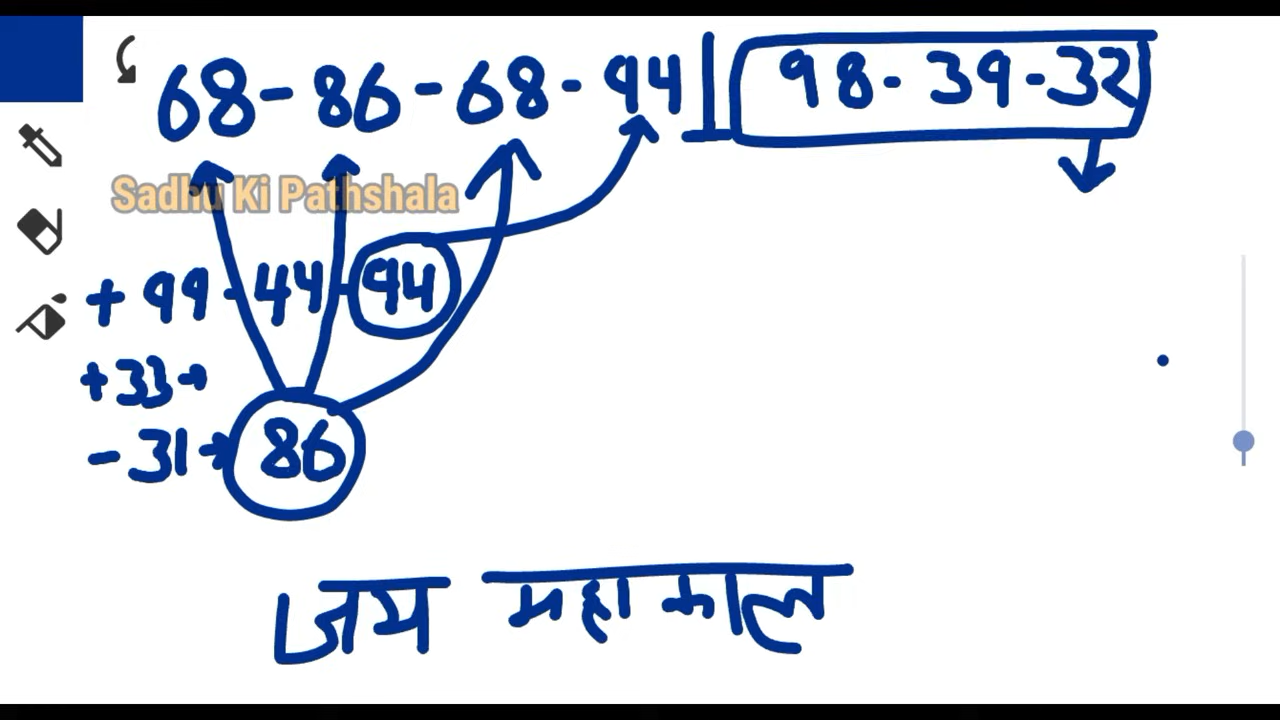 68 - 86 - 68 - 94 | 98 - 39 - 32
Sadhu Ki Pathshala
+ 99 - 44 - 94
+ 33 →
- 31 → 86
जय महाकाल